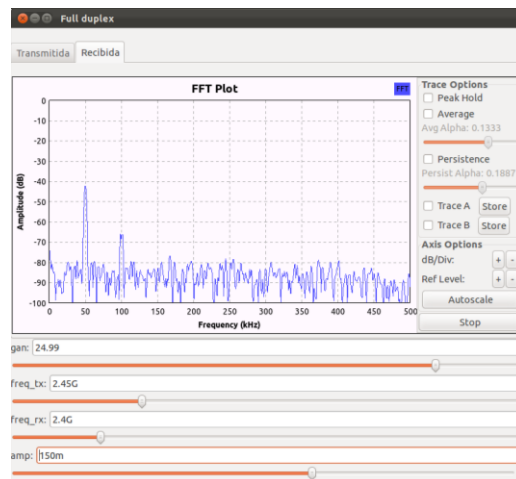 Full duplex
Transmitida Recibida
FFT Plot
FFT
Amplitude (dB)
0
-10
-20
-30
-40
-50
-60
-70
-80
-90
-100
0 50 100 150 200 250 300 350 400 450 500
Frequency (kHz)
Trace Options
Peak Hold
Average
Avg Alpha: 0.1333
Persistence
Persist Alpha: 0.1887
Trace A Store
Trace B Store
Axis Options
dB/Div: + -
Ref Level: + -
Autoscale
Stop
gan: 24.99
freq_tx: 2.45G
freq_rx: 2.4G
amp: 150m